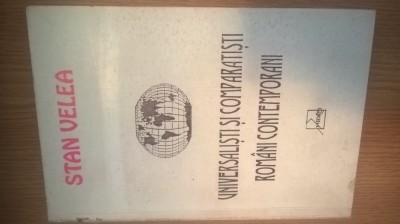 STAN VELEA
UNIVERSALIȘTI ȘI COMPARATIȘTI
ROMÂNI CONTEMPORANI